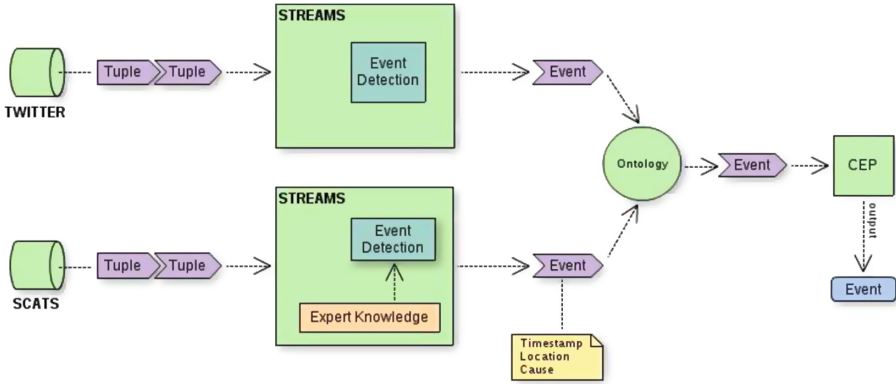 STREAMS
Event
Detection
Tuple
Tuple
Event
TWITTER
Ontology
Event
CEP
output
Event
STREAMS
Event
Detection
Tuple
Tuple
Event
SCATS
Expert Knowledge
Timestamp
Location
Cause